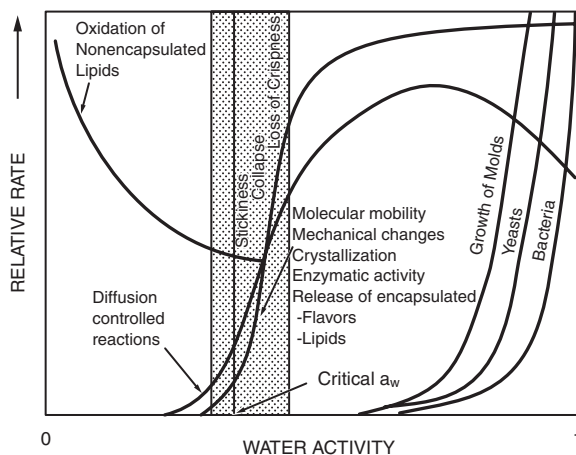 Oxidation of
Nonencapsulated
Lipids
Stickiness
Collapse
Loss of Crispness
Molecular mobility
Mechanical changes
Crystallization
Enzymatic activity
Release of encapsulated
-Flavors
-Lipids
Growth of Molds
Yeasts
Bacteria
Diffusion
controlled
reactions
Critical aw
RELATIVE RATE
0
WATER ACTIVITY